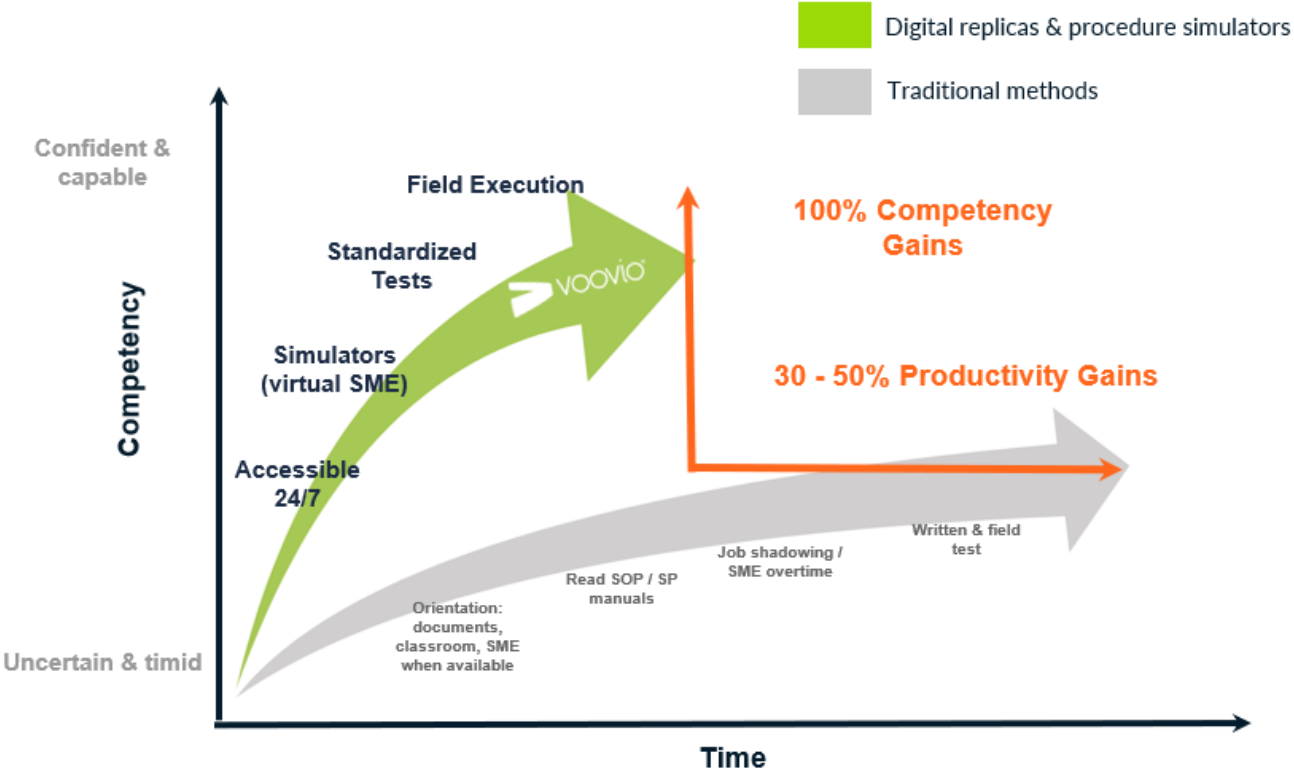 Digital replicas & procedure simulators
Traditional methods
Confident &
capable
Field Execution
100% Competency
Gains
Standardized
Tests
voovio
Competency
Simulators
(virtual SME)
30 - 50% Productivity Gains
Accessible
24/7
Written & field
test
Job shadowing /
SME overtime
Read SOP / SP
manuals
Orientation:
documents,
classroom, SME
when available
Uncertain & timid
Time